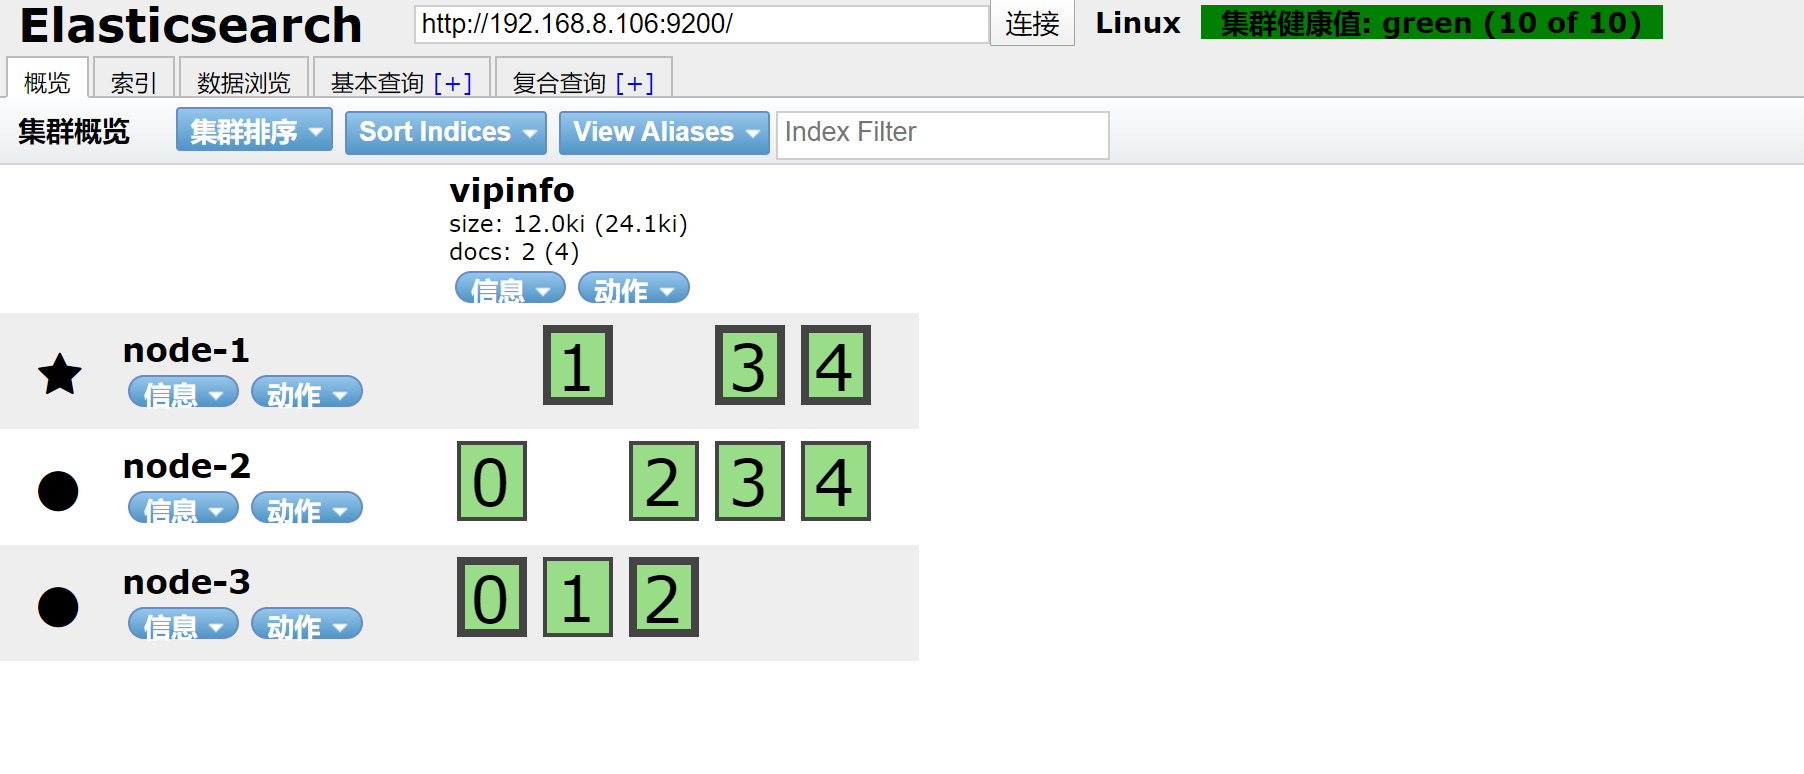 Elasticsearch http://192.168.8.106:9200/ 连接 Linux 集群健康值: green (10 of 10)
概览 索引 数据浏览 基本查询 [+] 复合查询 [+]
集群概览 集群排序 Sort Indices View Aliases Index Filter
vipinfo
size: 12.0ki (24.1ki)
docs: 2 (4)
信息 动作
node-1
信息 动作
1 3 4
node-2
信息 动作
0 2 3 4
node-3
信息 动作
0 1 2